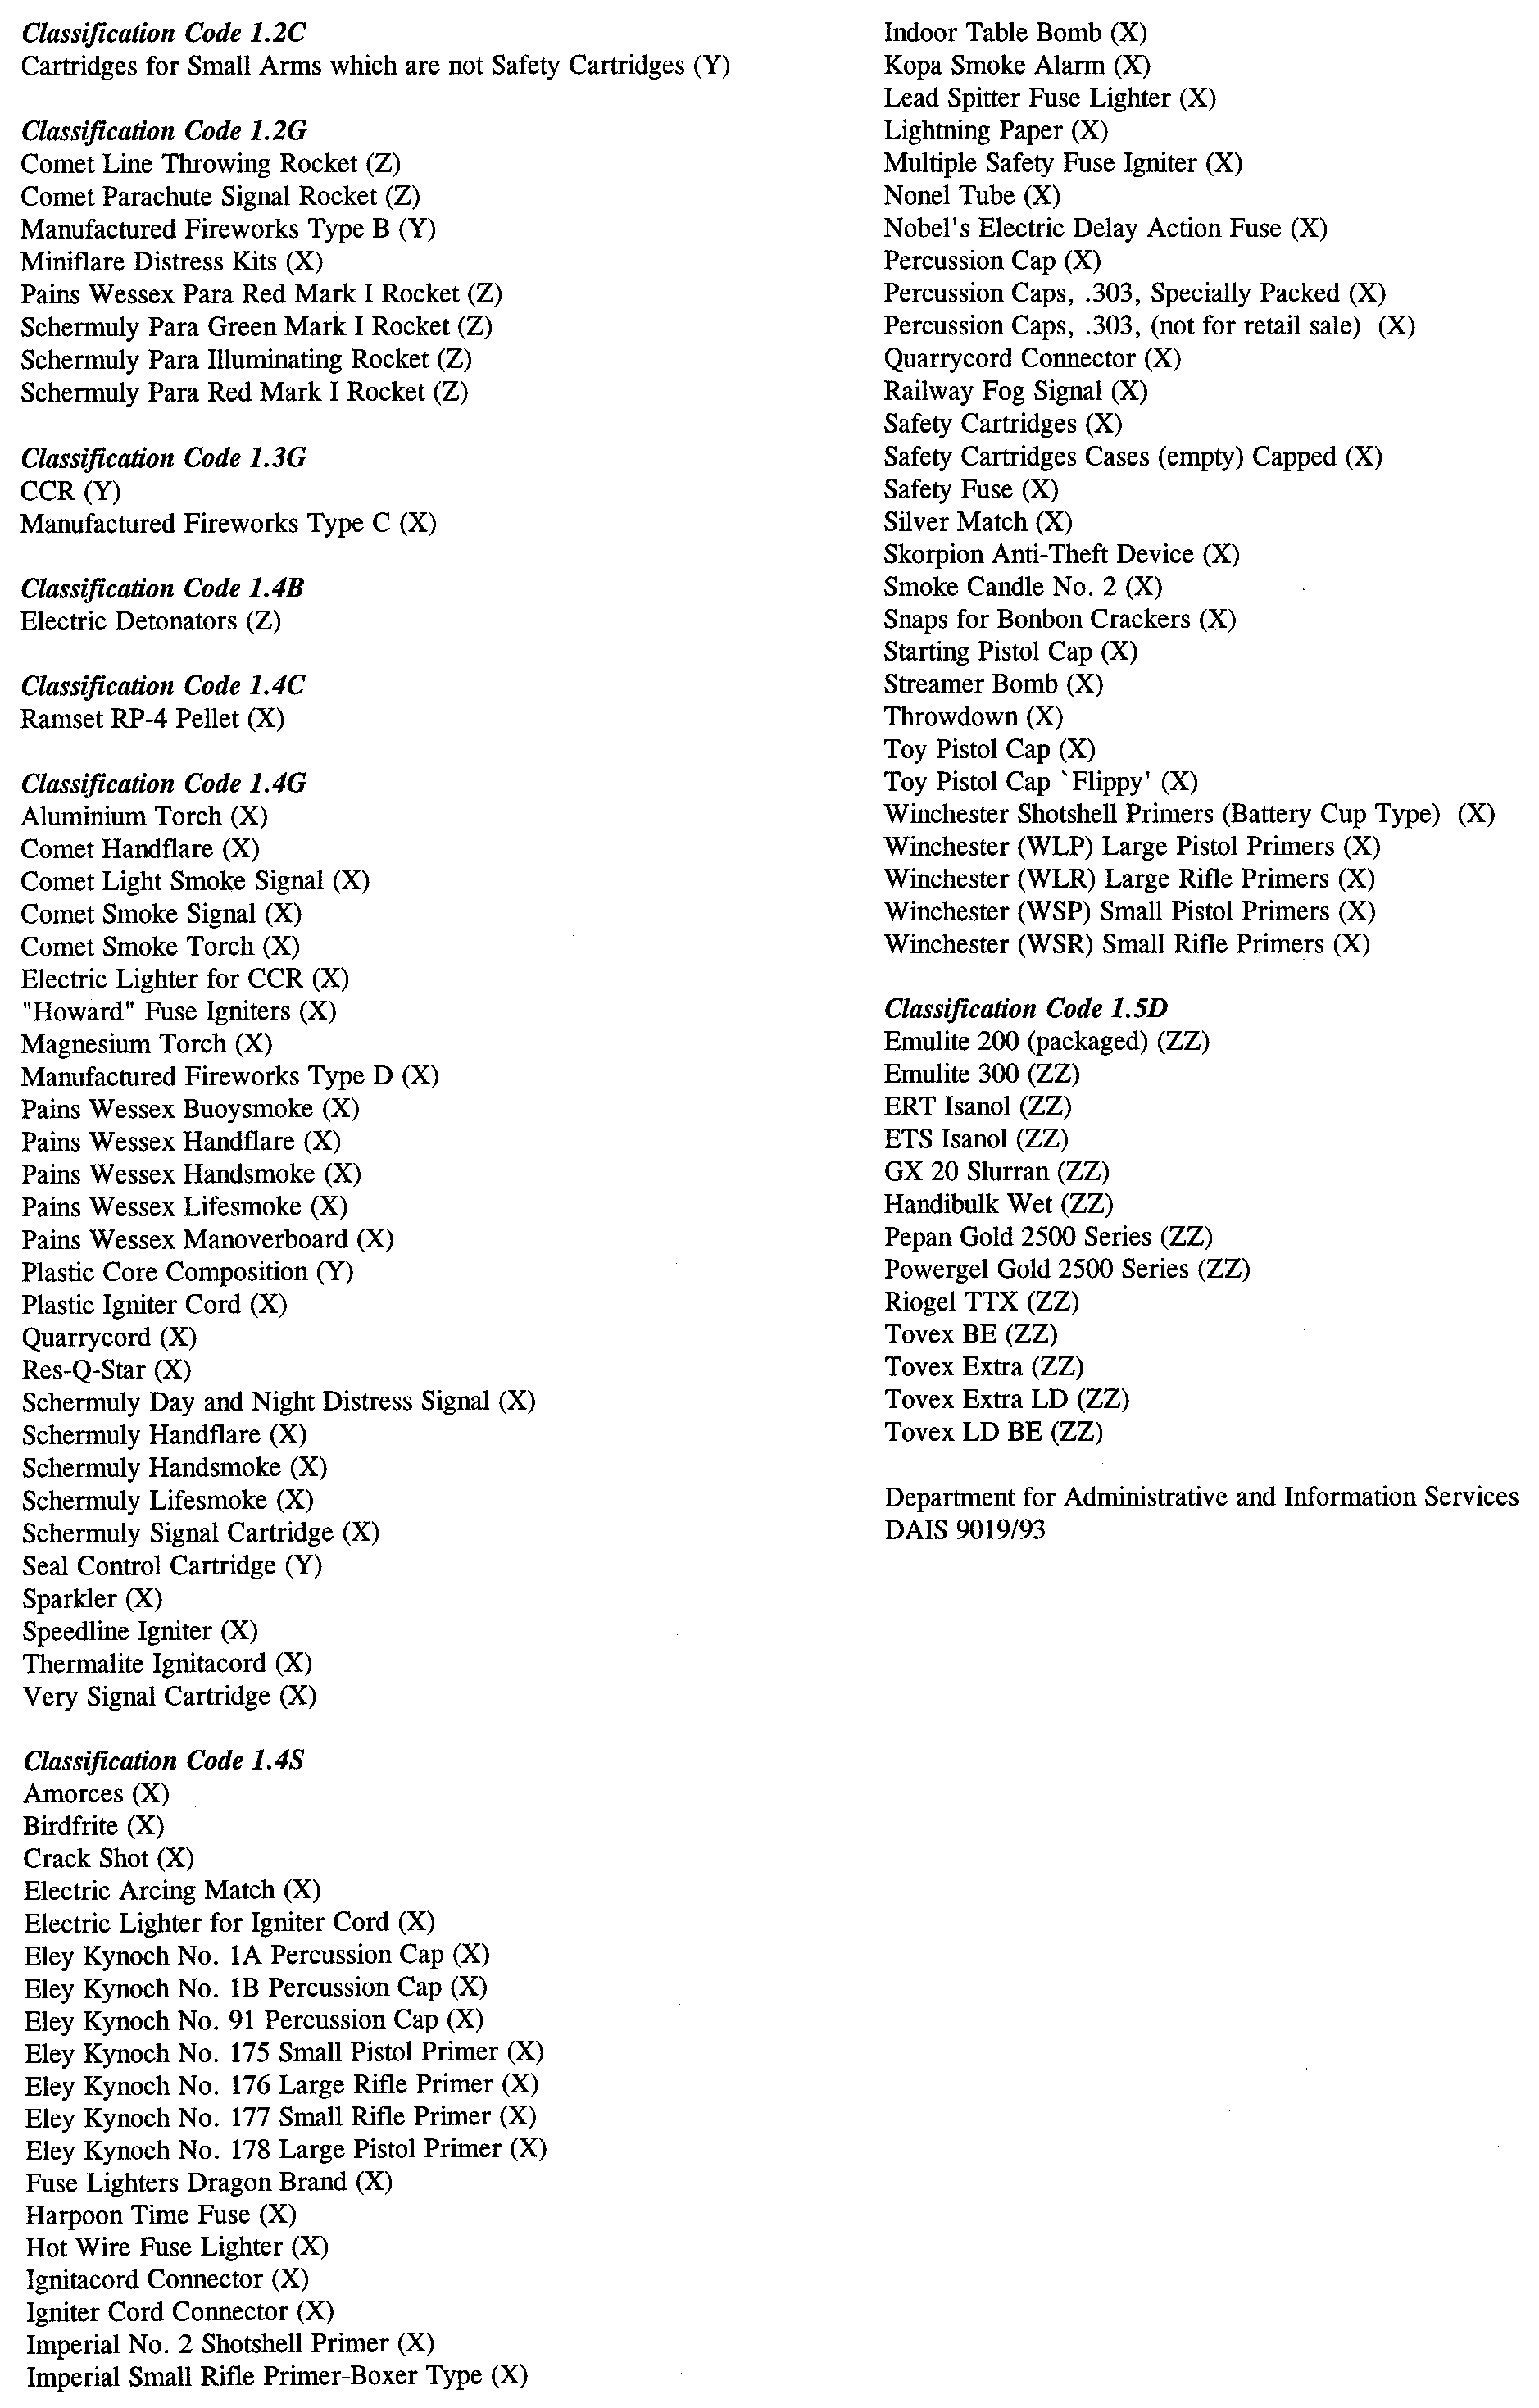 Classification Code 1.2C
Cartridges for Small Arms which are not Safety Cartridges (Y)
Classification Code 1.2G
Comet Line Throwing Rocket (Z)
Comet Parachute Signal Rocket (Z)
Manufactured Fireworks Type B (Y)
Miniflare Distress Kits (X)
Pains Wessex Para Red Mark I Rocket (Z)
Schermuly Para Green Mark I Rocket (Z)
Schermuly Para Illuminating Rocket (Z)
Schermuly Para Red Mark I Rocket (Z)
Classification Code 1.3G
CCR (Y)
Manufactured Fireworks Type C (X)
Classification Code 1.4B
Electric Detonators (Z)
Classification Code 1.4C
Ramset RP-4 Pellet (X)
Classification Code 1.4G
Aluminium Torch (X)
Comet Handflare (X)
Comet Light Smoke Signal (X)
Comet Smoke Signal (X)
Comet Smoke Torch (X)
Electric Lighter for CCR (X)
"Howard" Fuse Igniters (X)
Magnesium Torch (X)
Manufactured Fireworks Type D (X)
Pains Wessex Buoysmoke (X)
Pains Wessex Handflare (X)
Pains Wessex Handsmoke (X)
Pains Wessex Lifesmoke (X)
Pains Wessex Manoverboard (X)
Plastic Core Composition (Y)
Plastic Igniter Cord (X)
Quarrycord (X)
Res-Q-Star (X)
Schermuly Day and Night Distress Signal (X)
Schermuly Handflare (X)
Schermuly Handsmoke (X)
Schermuly Lifesmoke (X)
Schermuly Signal Cartridge (X)
Seal Control Cartridge (Y)
Sparkler (X)
Speedline Igniter (X)
Thermalite Ignitacord (X)
Very Signal Cartridge (X)
Classification Code 1.4S
Amorces (X)
Birdfrite (X)
Crack Shot (X)
Electric Arcing Match (X)
Electric Lighter for Igniter Cord (X)
Eley Kynoch No. 1A Percussion Cap (X)
Eley Kynoch No. 1B Percussion Cap (X)
Eley Kynoch No. 91 Percussion Cap (X)
Eley Kynoch No. 175 Small Pistol Primer (X)
Eley Kynoch No. 176 Large Rifle Primer (X)
Eley Kynoch No. 177 Small Rifle Primer (X)
Eley Kynoch No. 178 Large Pistol Primer (X)
Fuse Lighters Dragon Brand (X)
Harpoon Time Fuse (X)
Hot Wire Fuse Lighter (X)
Ignitacord Connector (X)
Igniter Cord Connector (X)
Imperial No. 2 Shotshell Primer (X)
Imperial Small Rifle Primer-Boxer Type (X)
Indoor Table Bomb (X)
Kopa Smoke Alarm (X)
Lead Spitter Fuse Lighter (X)
Lightning Paper (X)
Multiple Safety Fuse Igniter (X)
Nonel Tube (X)
Nobel's Electric Delay Action Fuse (X)
Percussion Cap (X)
Percussion Caps, .303, Specially Packed (X)
Percussion Caps, .303, (not for retail sale) (X)
Quarrycord Connector (X)
Railway Fog Signal (X)
Safety Cartridges (X)
Safety Cartridges Cases (empty) Capped (X)
Safety Fuse (X)
Silver Match (X)
Skorpion Anti-Theft Device (X)
Smoke Candle No. 2 (X)
Snaps for Bonbon Crackers (X)
Starting Pistol Cap (X)
Streamer Bomb (X)
Throwdown (X)
Toy Pistol Cap (X)
Toy Pistol Cap `Flippy' (X)
Winchester Shotshell Primers (Battery Cup Type) (X)
Winchester (WLP) Large Pistol Primers (X)
Winchester (WLR) Large Rifle Primers (X)
Winchester (WSP) Small Pistol Primers (X)
Winchester (WSR) Small Rifle Primers (X)
Classification Code 1.5D
Emulite 200 (packaged) (ZZ)
Emulite 300 (ZZ)
ERT Isanol (ZZ)
ETS Isanol (ZZ)
GX 20 Slurran (ZZ)
Handibulk Wet (ZZ)
Pepan Gold 2500 Series (ZZ)
Powergel Gold 2500 Series (ZZ)
Riogel TTX (ZZ)
Tovex BE (ZZ)
Tovex Extra (ZZ)
Tovex Extra LD (ZZ)
Tovex LD BE (ZZ)
Department for Administrative and Information Services
DAIS 9019/93